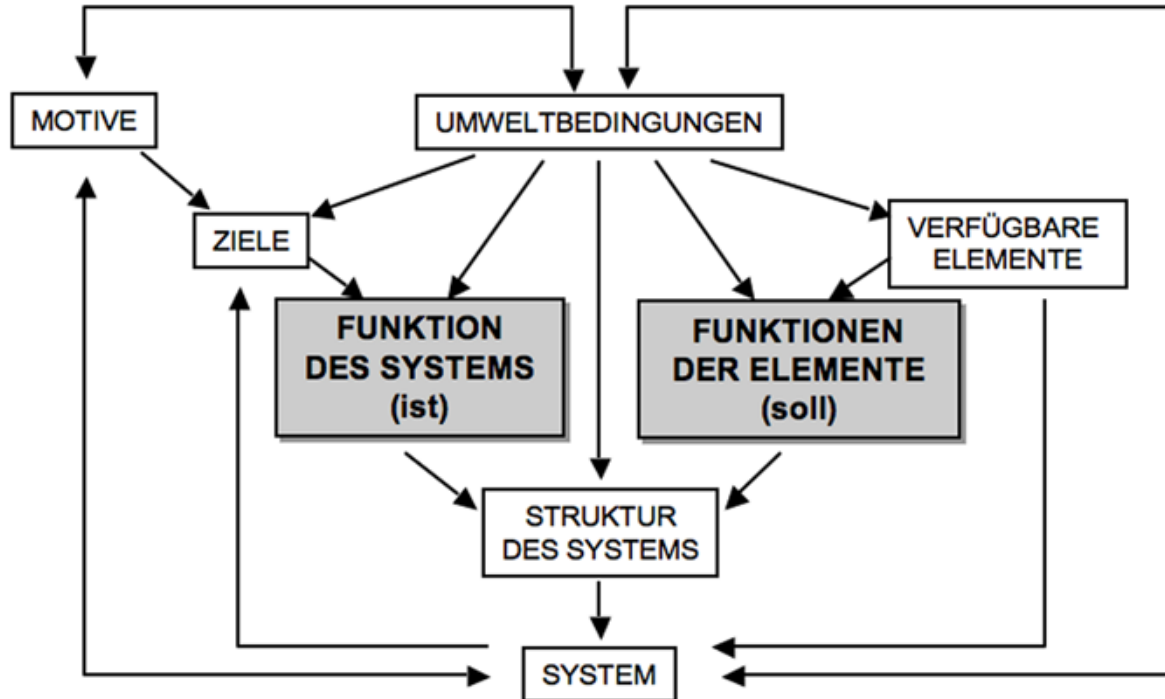 MOTIVE
UMWELTBEDINGUNGEN
ZIELE
VERFÜGBARE
ELEMENTE
FUNKTION
DES SYSTEMS
(ist)
FUNKTIONEN
DER ELEMENTE
(soll)
STRUKTUR
DES SYSTEMS
SYSTEM